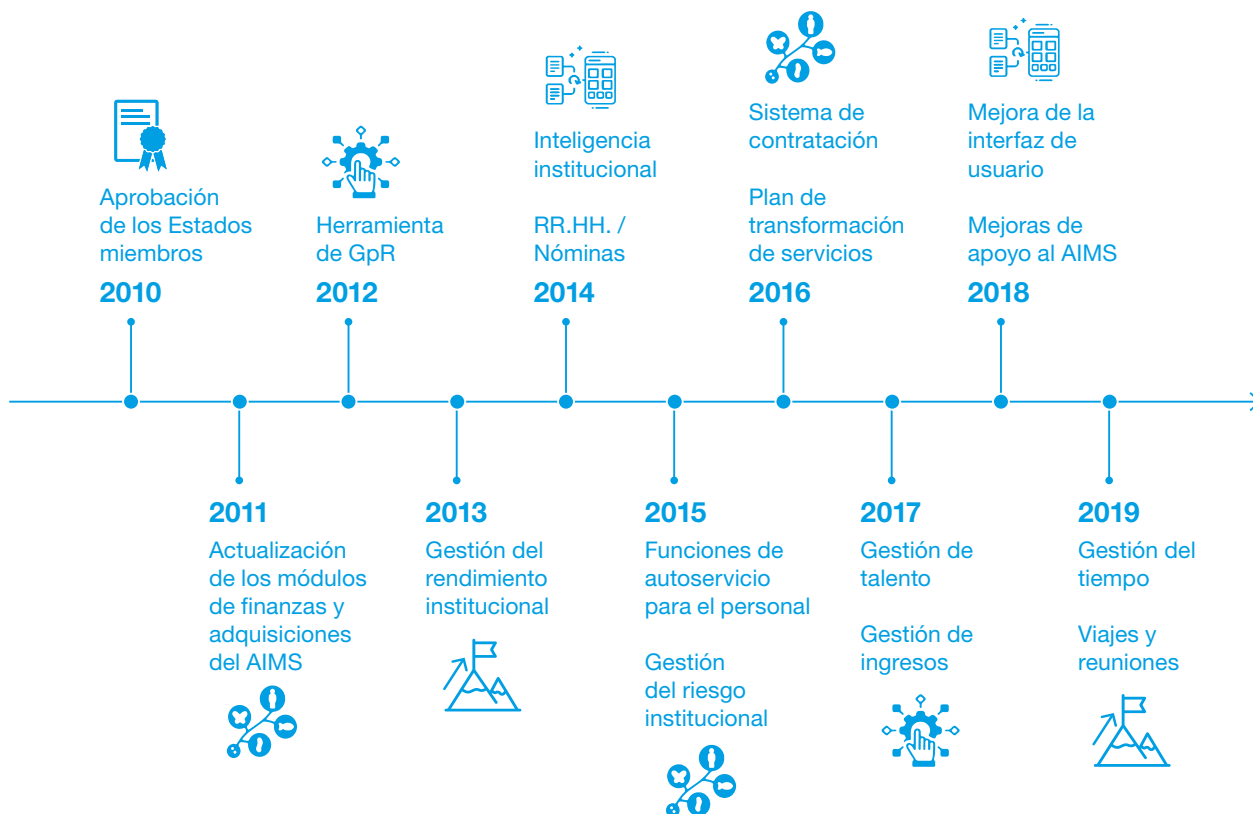 Aprobación
de los Estados
miembros
2010
Herramienta
de GpR
2012
Inteligencia
institucional
RR.HH. /
Nóminas
2014
Sistema de
contratación
Plan de
transformación
de servicios
2016
Mejora de la
interfaz de
usuario
Mejoras de
apoyo al AIMS
2018
2011
Actualización
de los módulos
de finanzas y
adquisiciones
del AIMS
2013
Gestión del
rendimiento
institucional
2015
Funciones de
autoservicio
para el personal
Gestión
del riesgo
institucional
2017
Gestión de
talento
Gestión de
ingresos
2019
Gestión del
tiempo
Viajes y
reuniones